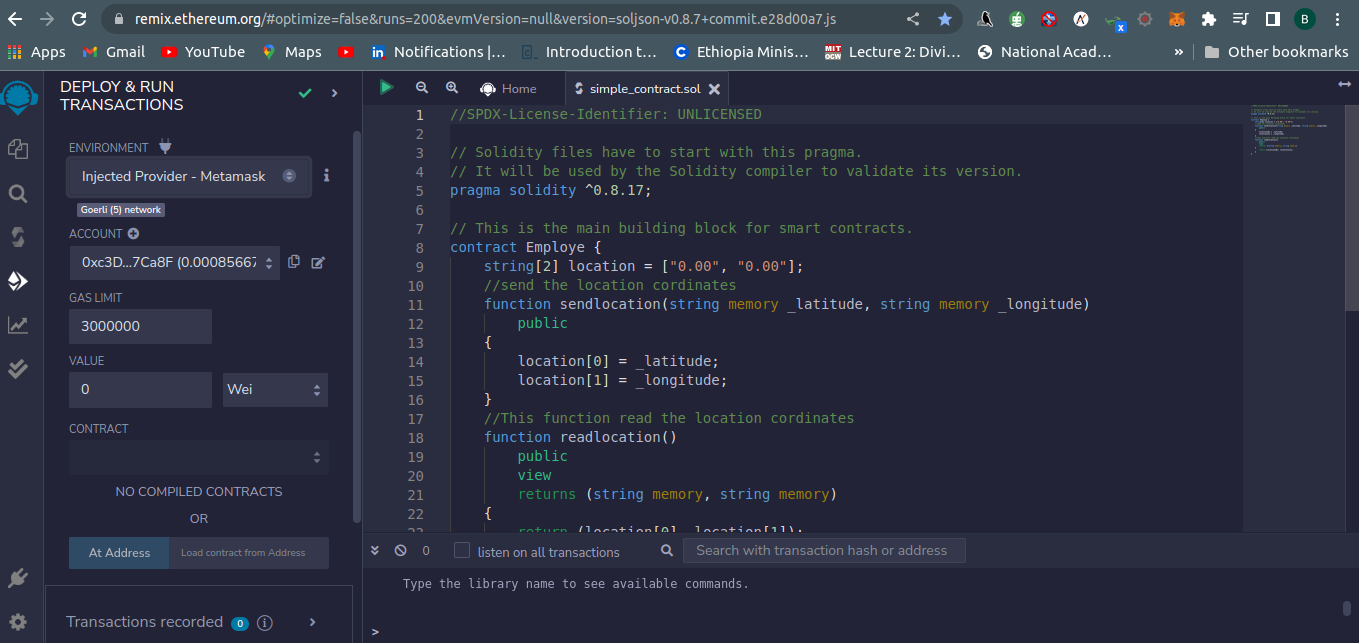 remix.ethereum.org/#optimize=false&runs=200&evmVersion=null&version=soljson-v0.8.7+commit.e28d00a7.js
x
B
Apps
Gmail
YouTube
Maps
in Notifications |...
Introduction t...
C Ethiopia Minis...
MIT OCW Lecture 2: Divi...
National Acad...
»
Other bookmarks
DEPLOY & RUN
TRANSACTIONS
ENVIRONMENT
Injected Provider - Metamask
i
Goerli (5) network
ACCOUNT
0xc3D...7Ca8F (0.00085667
GAS LIMIT
3000000
VALUE
0
Wei
CONTRACT
NO COMPILED CONTRACTS
OR
At Address
Load contract from Address
Transactions recorded 0 i
Home
simple_contract.sol
1 //SPDX-License-Identifier: UNLICENSED
2
3 // Solidity files have to start with this pragma.
4 // It will be used by the Solidity compiler to validate its version.
5 pragma solidity ^0.8.17;
6
7 // This is the main building block for smart contracts.
8 contract Employe {
9 string[2] location = ["0.00", "0.00"];
10 //send the location cordinates
11 function sendlocation(string memory _latitude, string memory _longitude)
12 public
13 {
14 location[0] = _latitude;
15 location[1] = _longitude;
16 }
17 //This function read the location cordinates
18 function readlocation()
19 public
20 view
21 returns (string memory, string memory)
22 {
23 return (location[0], location[1]);
0
listen on all transactions
Search with transaction hash or address
Type the library name to see available commands.
>